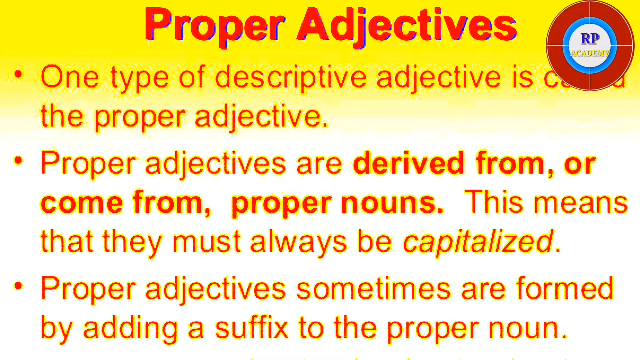 Proper Adjectives
RP
ACADEMY
• One type of descriptive adjective is
the proper adjective.
• Proper adjectives are derived from, or
come from, proper nouns. This means
that they must always be capitalized.
• Proper adjectives sometimes are formed
by adding a suffix to the proper noun.